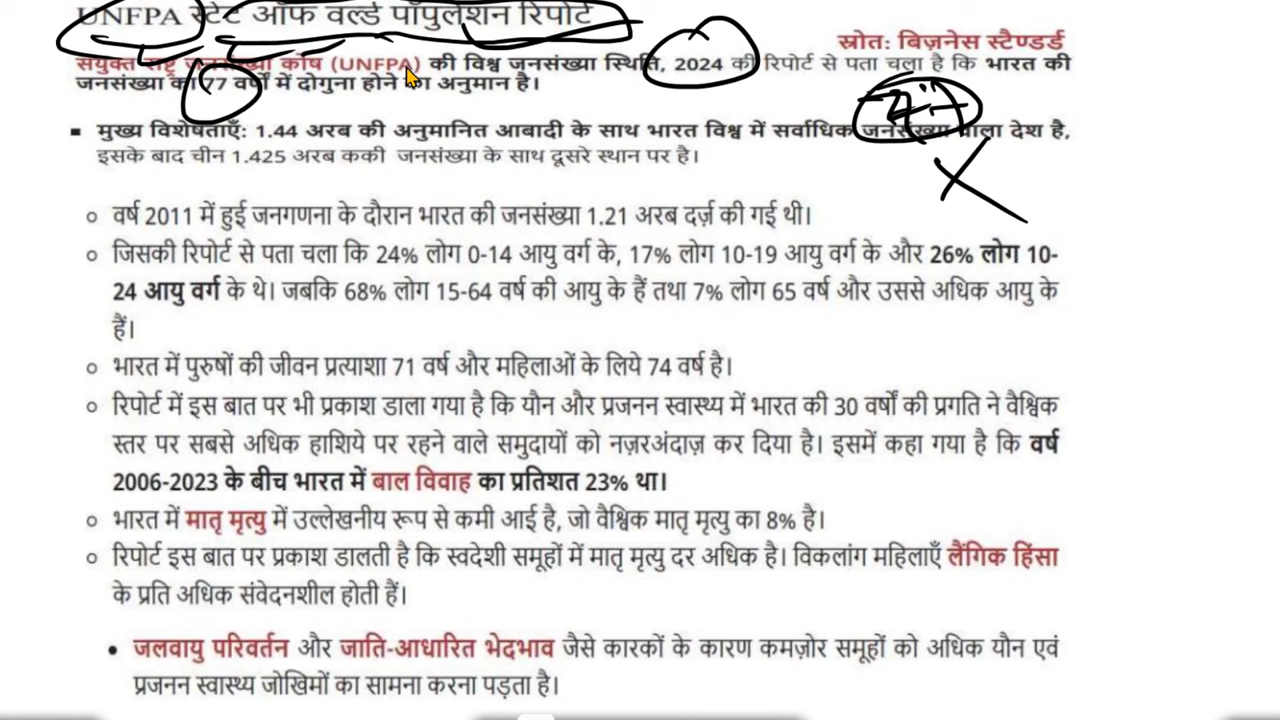 UNFPA स्टेट ऑफ वर्ल्ड पॉपुलेशन रिपोर्ट
स्रोत: बिज़नेस स्टैण्डर्ड
संयुक्त राष्ट्र जनसंख्या कोष (UNFPA) की विश्व जनसंख्या स्थिति, 2024 की रिपोर्ट से पता चला है कि भारत की
जनसंख्या का 77 वर्षों में दोगुना होने का अनुमान है।
■ मुख्य विशेषताएँ: 1.44 अरब की अनुमानित आबादी के साथ भारत विश्व में सर्वाधिक जनसंख्या वाला देश है,
इसके बाद चीन 1.425 अरब ककी जनसंख्या के साथ दूसरे स्थान पर है।
○ वर्ष 2011 में हुई जनगणना के दौरान भारत की जनसंख्या 1.21 अरब दर्ज़ की गई थी।
○ जिसकी रिपोर्ट से पता चला कि 24% लोग 0-14 आयु वर्ग के, 17% लोग 10-19 आयु वर्ग के और 26% लोग 10-
24 आयु वर्ग के थे। जबकि 68% लोग 15-64 वर्ष की आयु के हैं तथा 7% लोग 65 वर्ष और उससे अधिक आयु के
हैं।
○ भारत में पुरुषों की जीवन प्रत्याशा 71 वर्ष और महिलाओं के लिये 74 वर्ष है।
○ रिपोर्ट में इस बात पर भी प्रकाश डाला गया है कि यौन और प्रजनन स्वास्थ्य में भारत की 30 वर्षों की प्रगति ने वैश्विक
स्तर पर सबसे अधिक हाशिये पर रहने वाले समुदायों को नज़रअंदाज़ कर दिया है। इसमें कहा गया है कि वर्ष
2006-2023 के बीच भारत में बाल विवाह का प्रतिशत 23% था।
○ भारत में मातृ मृत्यु में उल्लेखनीय रूप से कमी आई है, जो वैश्विक मातृ मृत्यु का 8% है।
○ रिपोर्ट इस बात पर प्रकाश डालती है कि स्वदेशी समूहों में मातृ मृत्यु दर अधिक है। विकलांग महिलाएँ लैंगिक हिंसा
के प्रति अधिक संवेदनशील होती हैं।
• जलवायु परिवर्तन और जाति-आधारित भेदभाव जैसे कारकों के कारण कमज़ोर समूहों को अधिक यौन एवं
प्रजनन स्वास्थ्य जोखिमों का सामना करना पड़ता है।